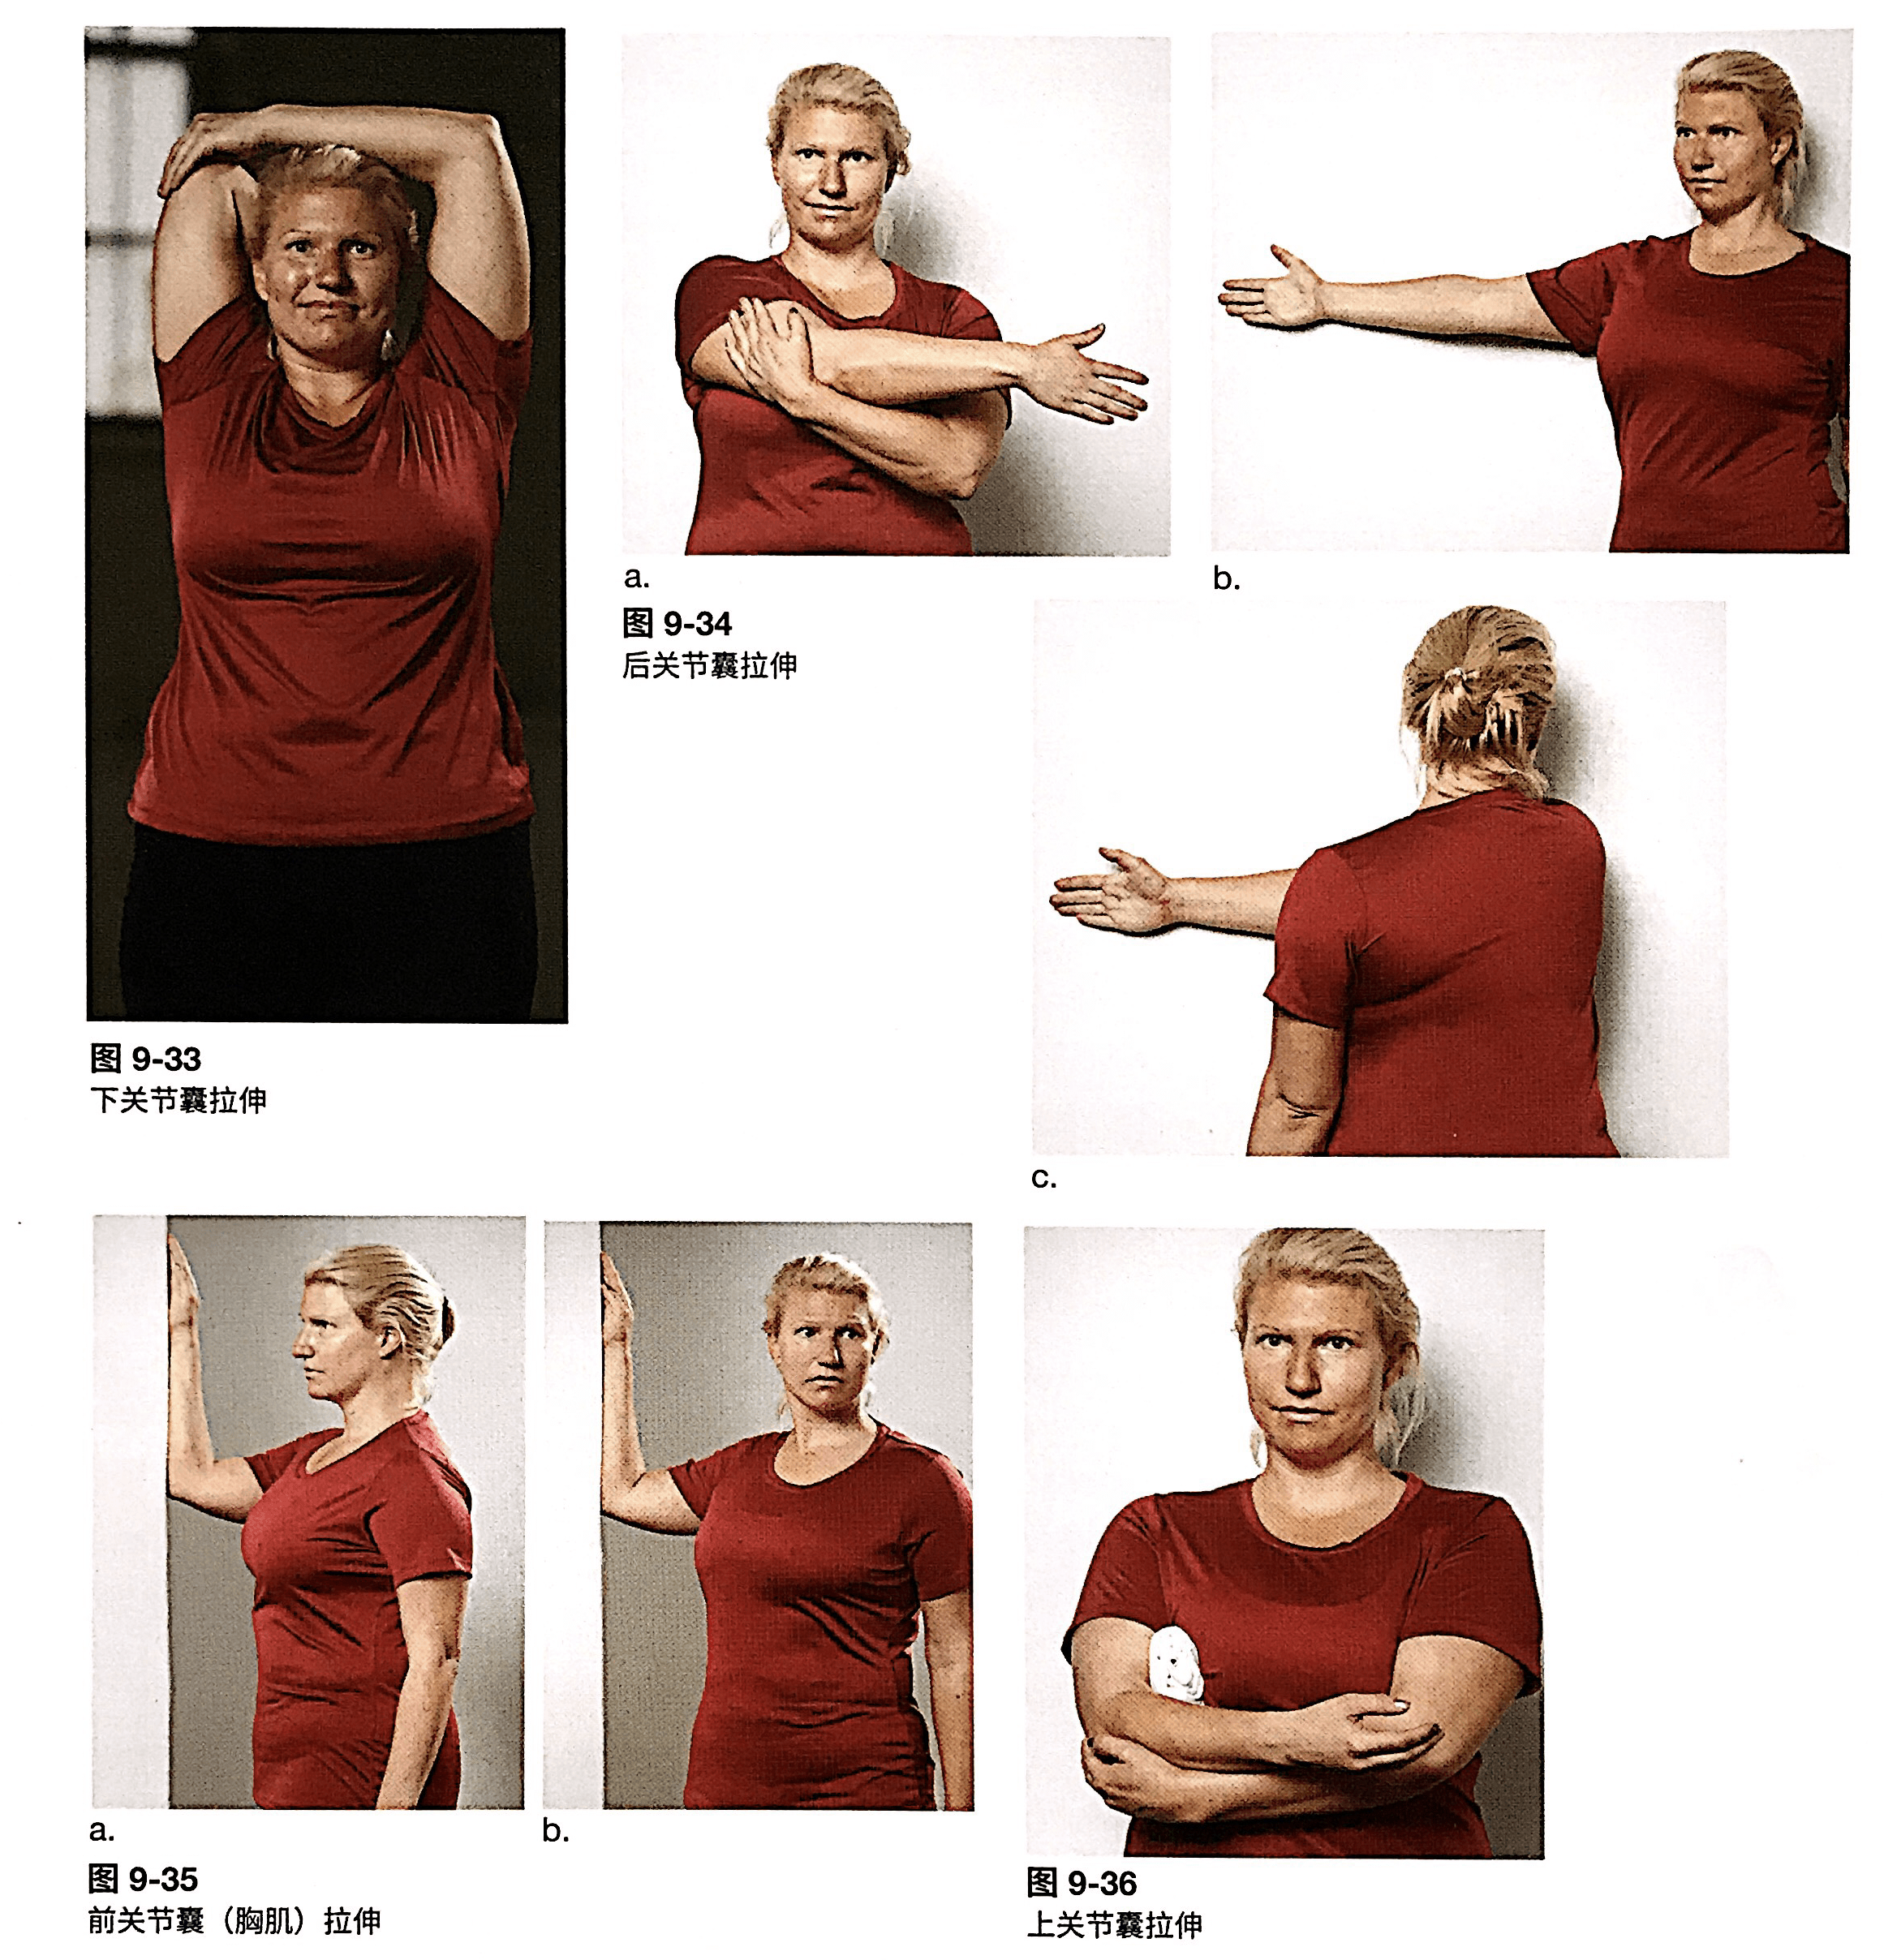 a.
b.
图 9-34
后关节囊拉伸
图 9-33
下关节囊拉伸
c.
a.
b.
图 9-35
前关节囊（胸肌）拉伸
图 9-36
上关节囊拉伸